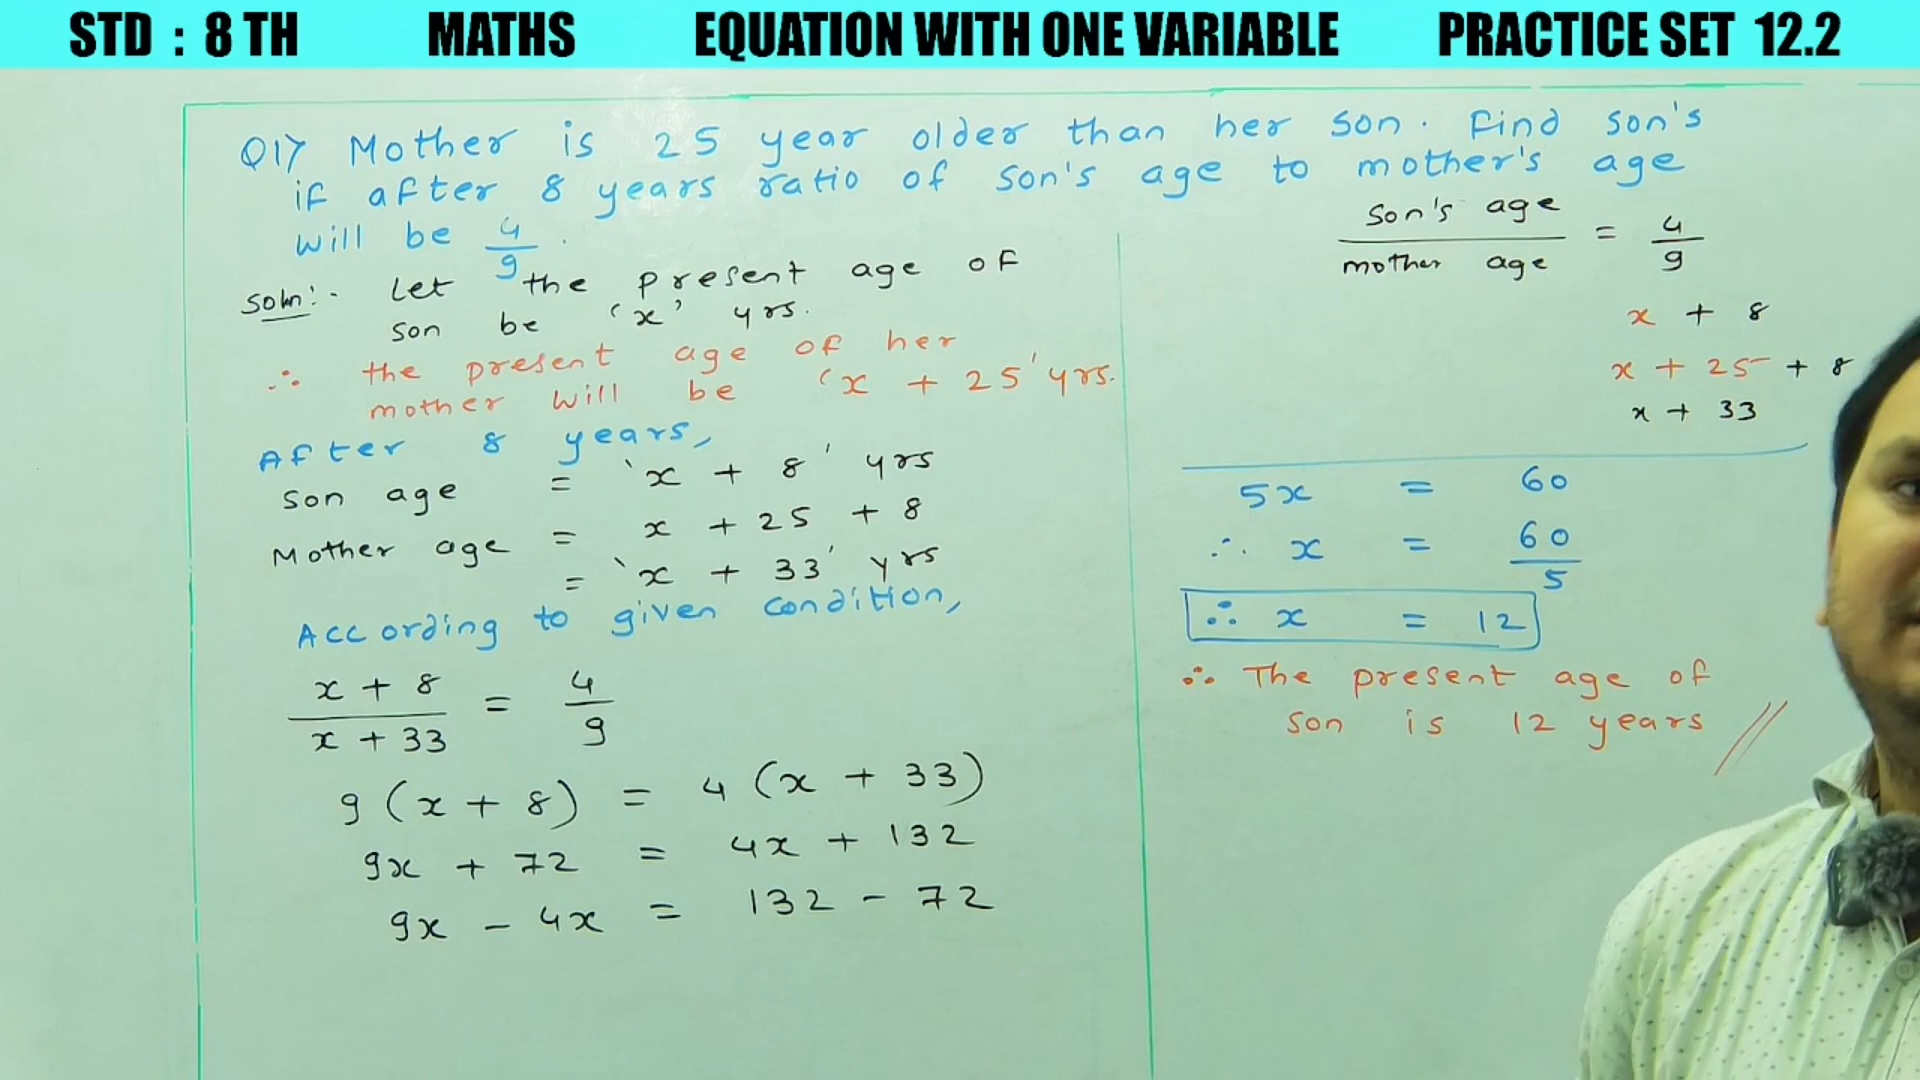 STD : 8 TH MATHS EQUATION WITH ONE VARIABLE PRACTICE SET 12.2
Q1) Mother is 25 year older than her son. Find son's
if after 8 years ratio of son's age to mother's age
will be 4/9.
Soln:- Let the present age of
son be 'x' yrs.
∴ the present age of her
mother will be 'x + 25' yrs.
After 8 years,
Son age = 'x + 8' yrs
Mother age = x + 25 + 8
= 'x + 33' yrs
According to given condition,
x + 8 / x + 33 = 4/9
9(x + 8) = 4(x + 33)
9x + 72 = 4x + 132
9x - 4x = 132 - 72
Son's age / mother age = 4/9
x + 8
x + 25 + 8
x + 33
5x = 60
∴ x = 60/5
∴ x = 12
∴ The present age of
son is 12 years //